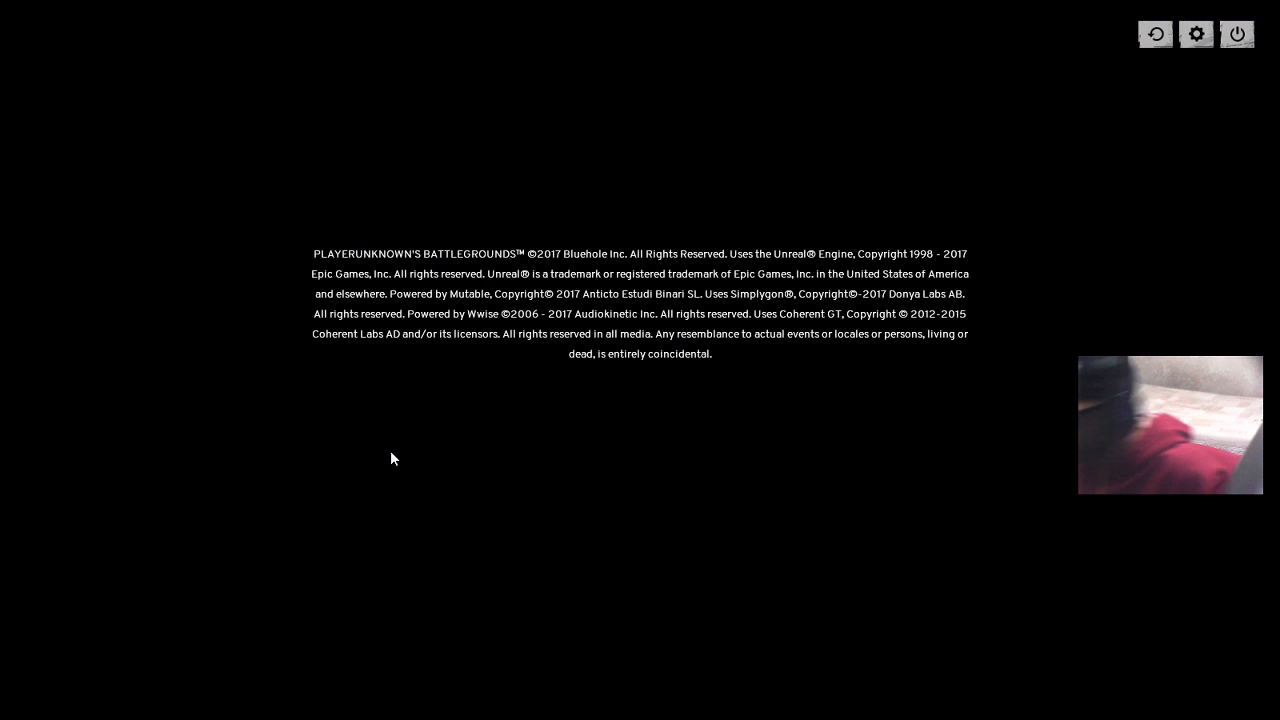 PLAYERUNKNOWN'S BATTLEGROUNDS™ ©2017 Bluehole Inc. All Rights Reserved. Uses the Unreal® Engine, Copyright 1998 - 2017
Epic Games, Inc. All rights reserved. Unreal® is a trademark or registered trademark of Epic Games, Inc. in the United States of America
and elsewhere. Powered by Mutable, Copyright© 2017 Anticto Estudi Binari SL. Uses Simplygon®, Copyright©-2017 Donya Labs AB.
All rights reserved. Powered by Wwise ©2006 - 2017 Audiokinetic Inc. All rights reserved. Uses Coherent GT, Copyright © 2012-2015
Coherent Labs AD and/or its licensors. All rights reserved in all media. Any resemblance to actual events or locales or persons, living or
dead, is entirely coincidental.